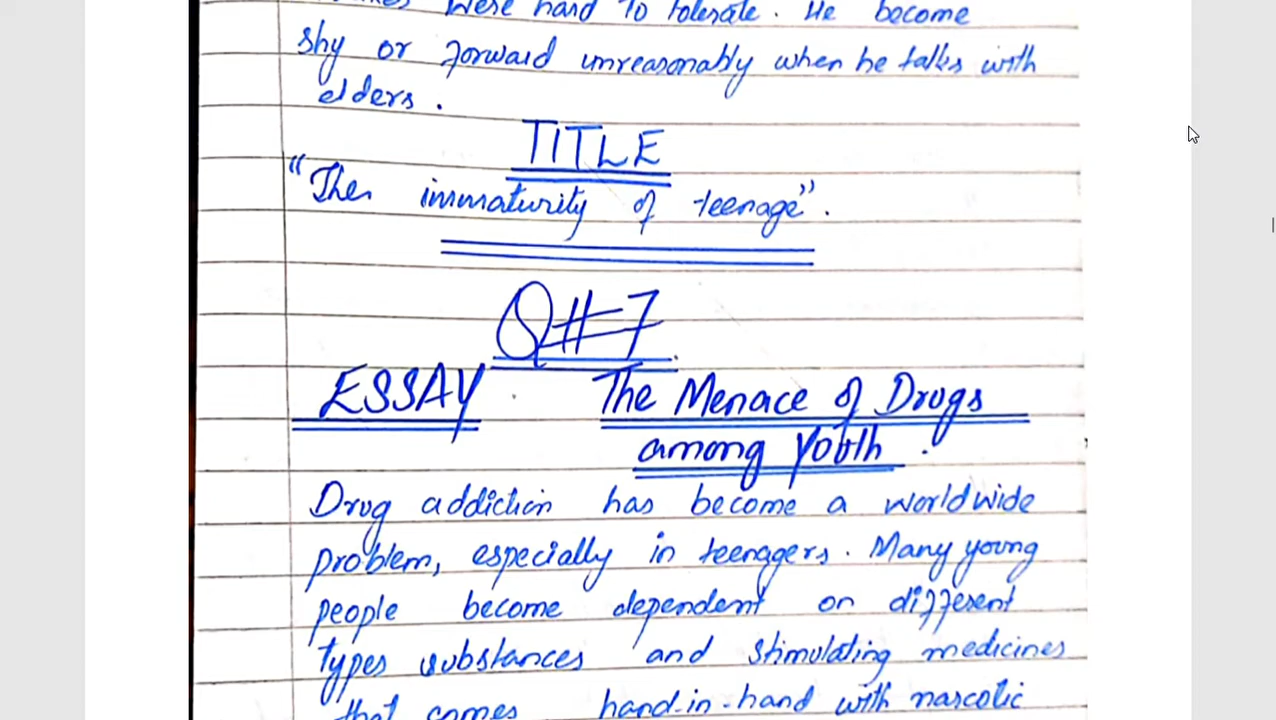 were hard to tolerate. He become
shy or forward unreasonably when he talks with
elders.
TITLE
"The immaturity of teenage".
Q#7
ESSAY The Menace of Drugs
among Youth.
Drug addiction has become a worldwide
problem, especially in teenagers. Many young
people become dependent on different
types substances and stimulating medicines
that comes hand-in-hand with narcotic